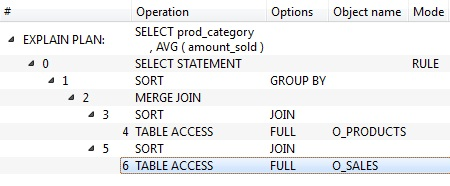 # Operation Options Object name Mode
EXPLAIN PLAN: SELECT prod_category
, AVG ( amount_sold )
0 SELECT STATEMENT RULE
1 SORT GROUP BY
2 MERGE JOIN
3 SORT JOIN
4 TABLE ACCESS FULL O_PRODUCTS
5 SORT JOIN
6 TABLE ACCESS FULL O_SALES